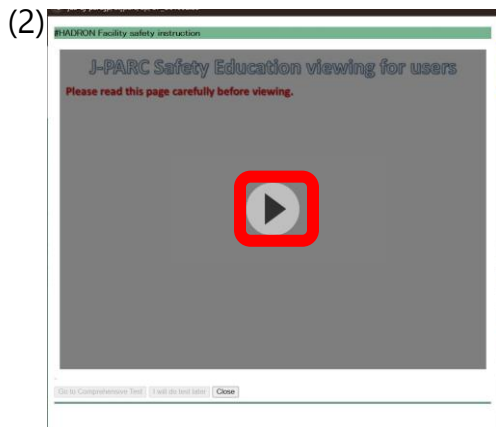 (2)
#HADRON Facility safety instruction
J-PARC Safety Education viewing for users
Please read this page carefully before viewing.
Go to Comprehensive Test I will do test later Close